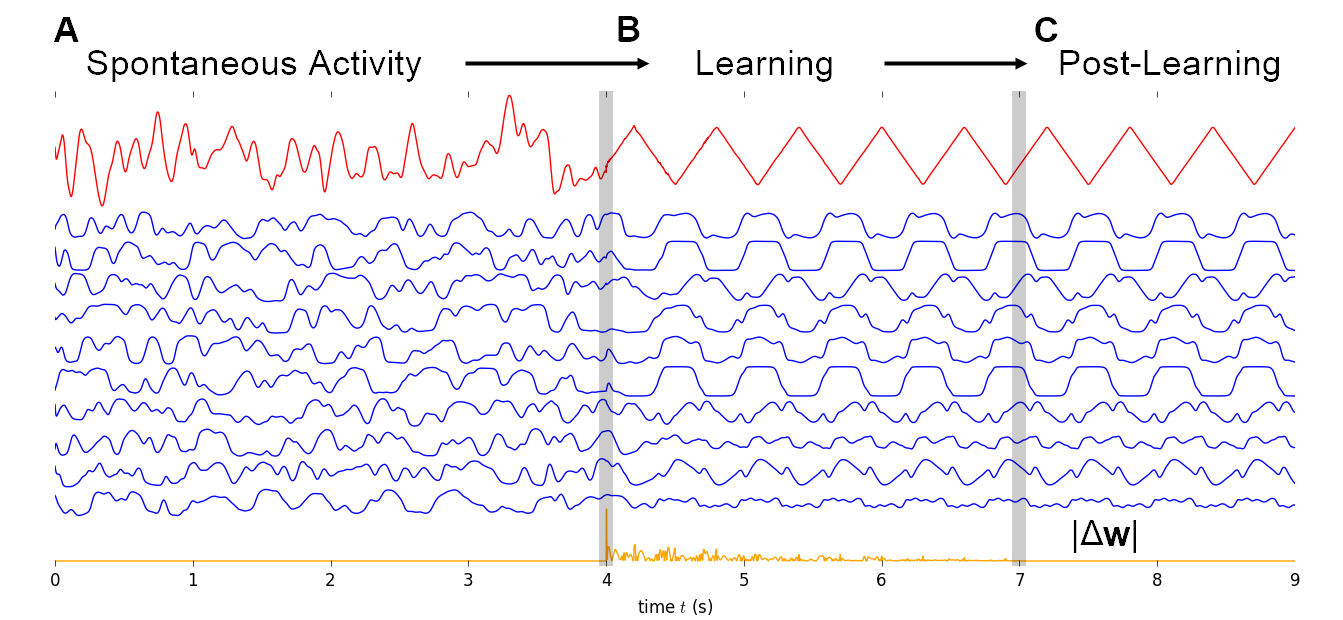 A B C
Spontaneous Activity Learning Post-Learning
|Δw|
0 1 2 3 4 5 6 7 8 9
time t (s)